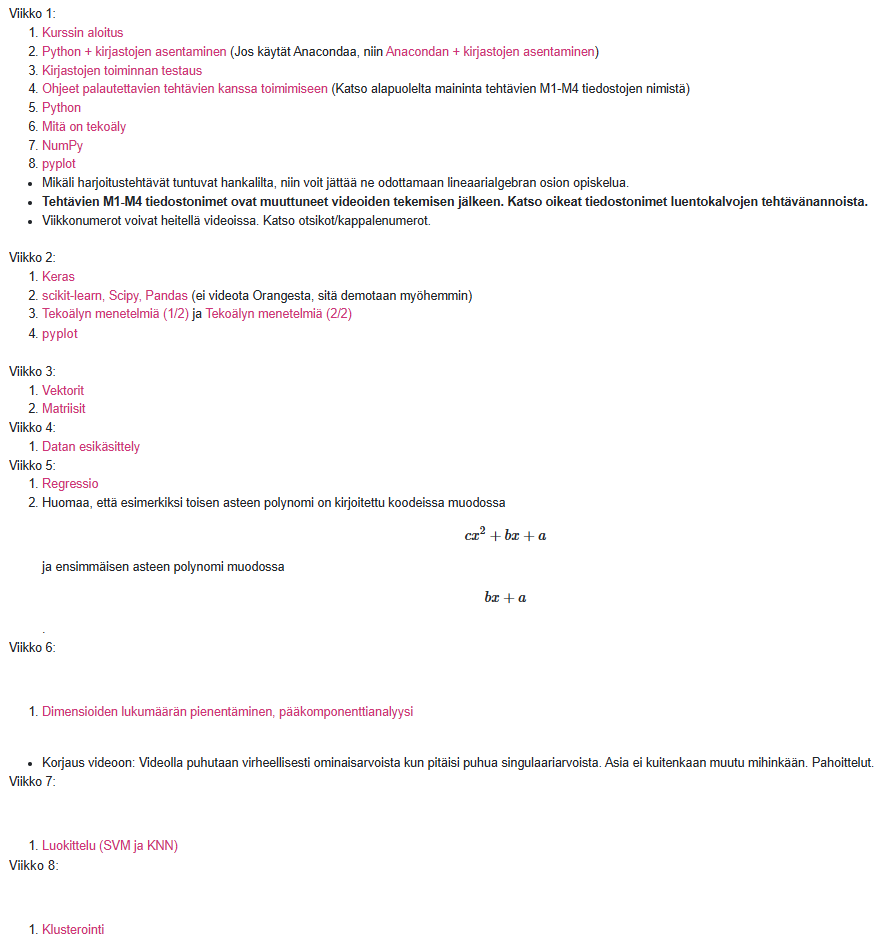 Viikko 1:
1. Kurssin aloitus
2. Python + kirjastojen asentaminen (Jos käytät Anacondaa, niin Anacondan + kirjastojen asentaminen)
3. Kirjastojen toiminnan testaus
4. Ohjeet palautettavien tehtävien kanssa toimimiseen (Katso alapuolelta maininta tehtävien M1-M4 tiedostojen nimistä)
5. Python
6. Mitä on tekoäly
7. NumPy
8. pyplot
• Mikäli harjoitustehtävät tuntuvat hankalilta, niin voit jättää ne odottamaan lineaarialgebran osion opiskelua.
• Tehtävien M1-M4 tiedostonimet ovat muuttuneet videoiden tekemisen jälkeen. Katso oikeat tiedostonimet luentokalvojen tehtävänannoista.
• Viikkonumerot voivat heitellä videoissa. Katso otsikot/kappalenumerot.
Viikko 2:
1. Keras
2. scikit-learn, Scipy, Pandas (ei videota Orangesta, sitä demotaan myöhemmin)
3. Tekoälyn menetelmiä (1/2) ja Tekoälyn menetelmiä (2/2)
4. pyplot
Viikko 3:
1. Vektorit
2. Matriisit
Viikko 4:
1. Datan esikäsittely
Viikko 5:
1. Regressio
2. Huomaa, että esimerkiksi toisen asteen polynomi on kirjoitettu koodeissa muodossa
cx² + bx + a
ja ensimmäisen asteen polynomi muodossa
bx + a
.
Viikko 6:
1. Dimensioiden lukumäärän pienentäminen, pääkomponenttianalyysi
• Korjaus videoon: Videolla puhutaan virheellisesti ominaisarvoista kun pitäisi puhua singulaariarvoista. Asia ei kuitenkaan muutu mihinkään. Pahoittelut.
Viikko 7:
1. Luokittelu (SVM ja KNN)
Viikko 8:
1. Klusterointi